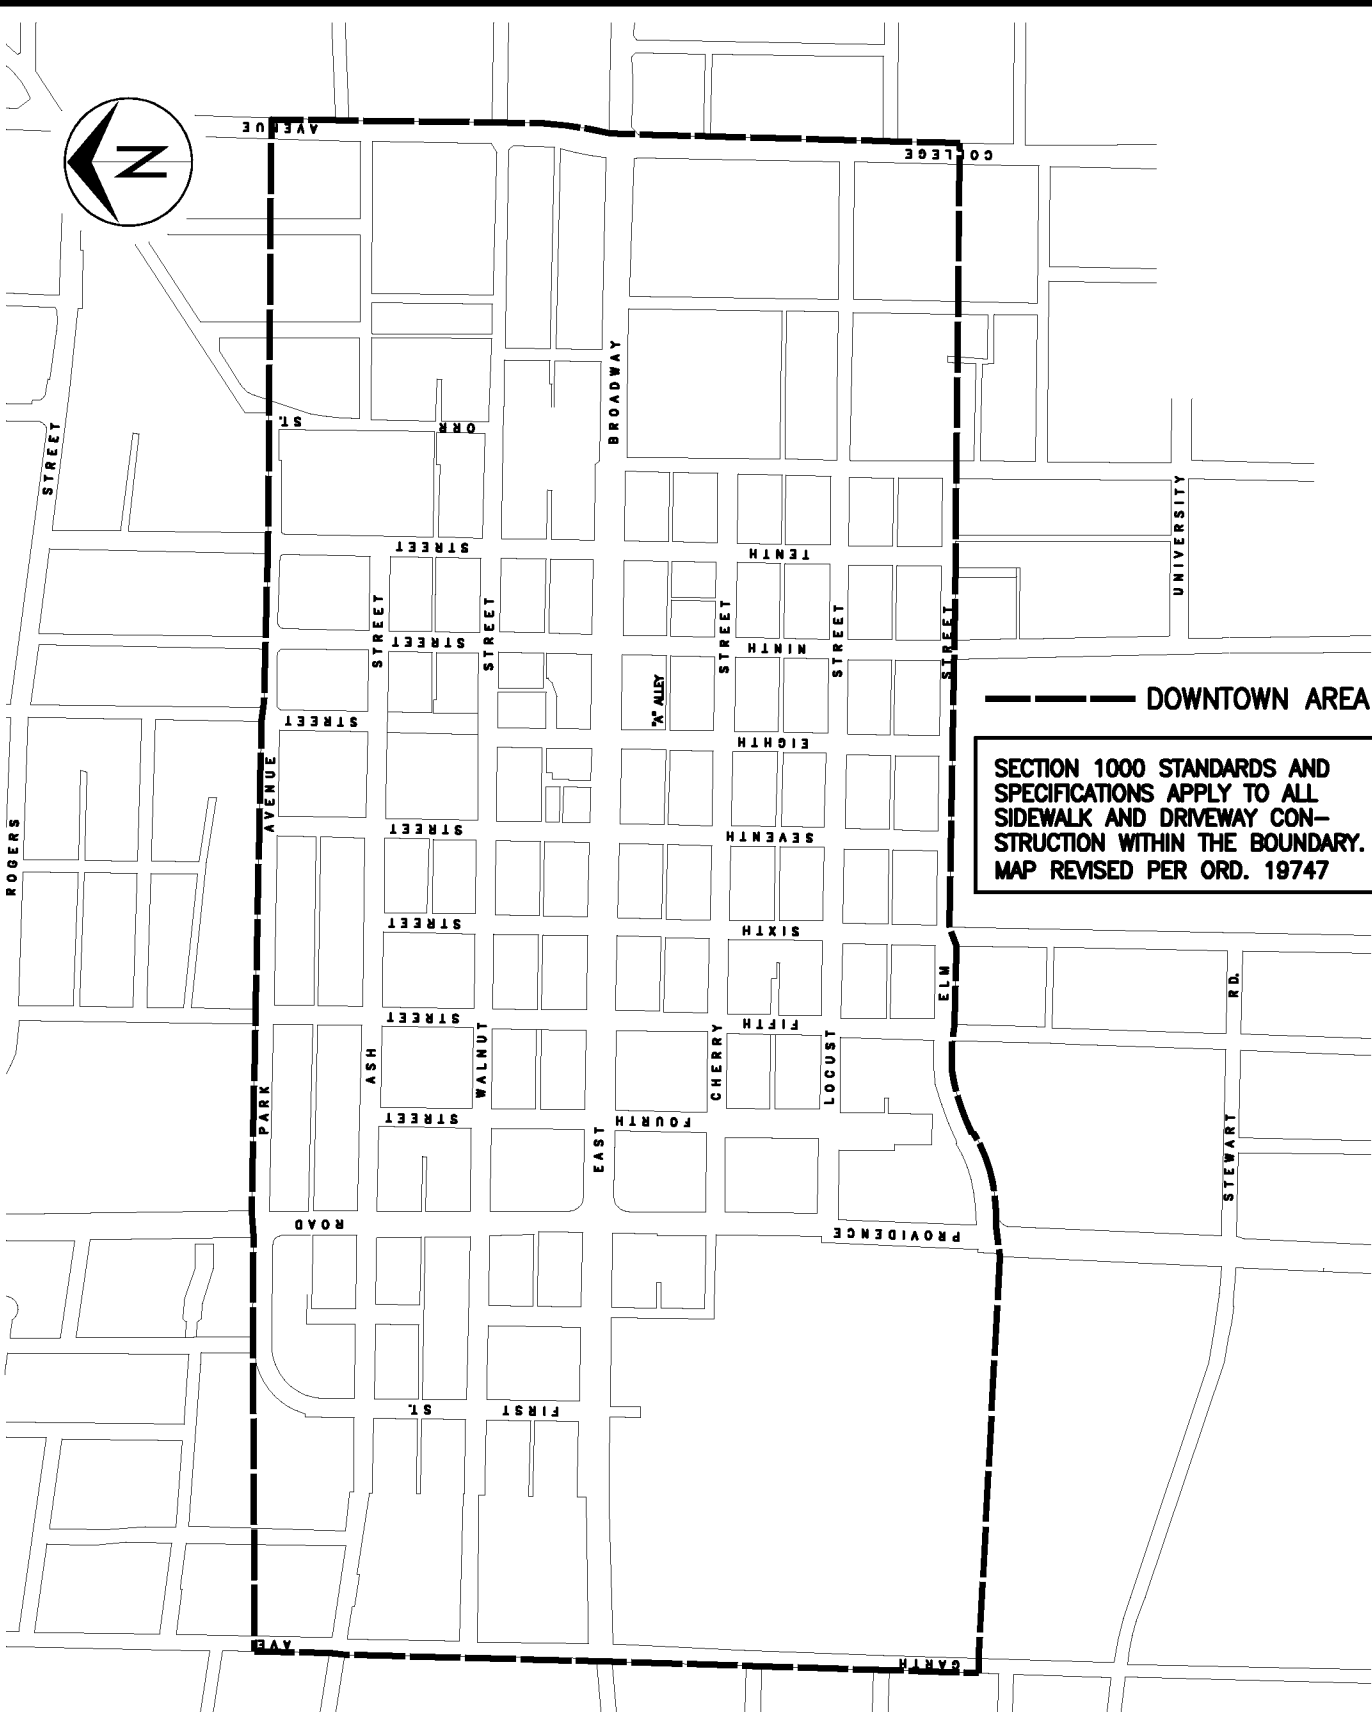 AVENUE
COLLEGE
N
BROADWAY
ST.
ORR
STREET
UNIVERSITY
STREET
TENTH
STREET
STREET
STREET
STREET
STREET
STREET
STREET
NINTH
"A" ALLEY
DOWNTOWN AREA
STREET
EIGHTH
SECTION 1000 STANDARDS AND
SPECIFICATIONS APPLY TO ALL
SIDEWALK AND DRIVEWAY CON-
STRUCTION WITHIN THE BOUNDARY.
MAP REVISED PER ORD. 19747
AVENUE
ROGERS
STREET
SEVENTH
STREET
SIXTH
ELM
RD.
STREET
FIFTH
ASH
WALNUT
CHERRY
LOCUST
PARK
STREET
FOURTH
EAST
STEWART
ROAD
PROVIDENCE
ST.
FIRST
AVE
GARTH